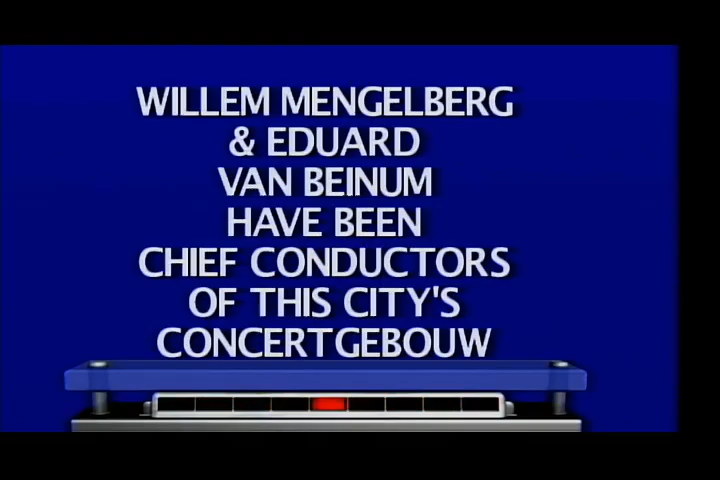 WILLEM MENGELBERG
& EDUARD
VAN BEINUM
HAVE BEEN
CHIEF CONDUCTORS
OF THIS CITY'S
CONCERTGEBOUW